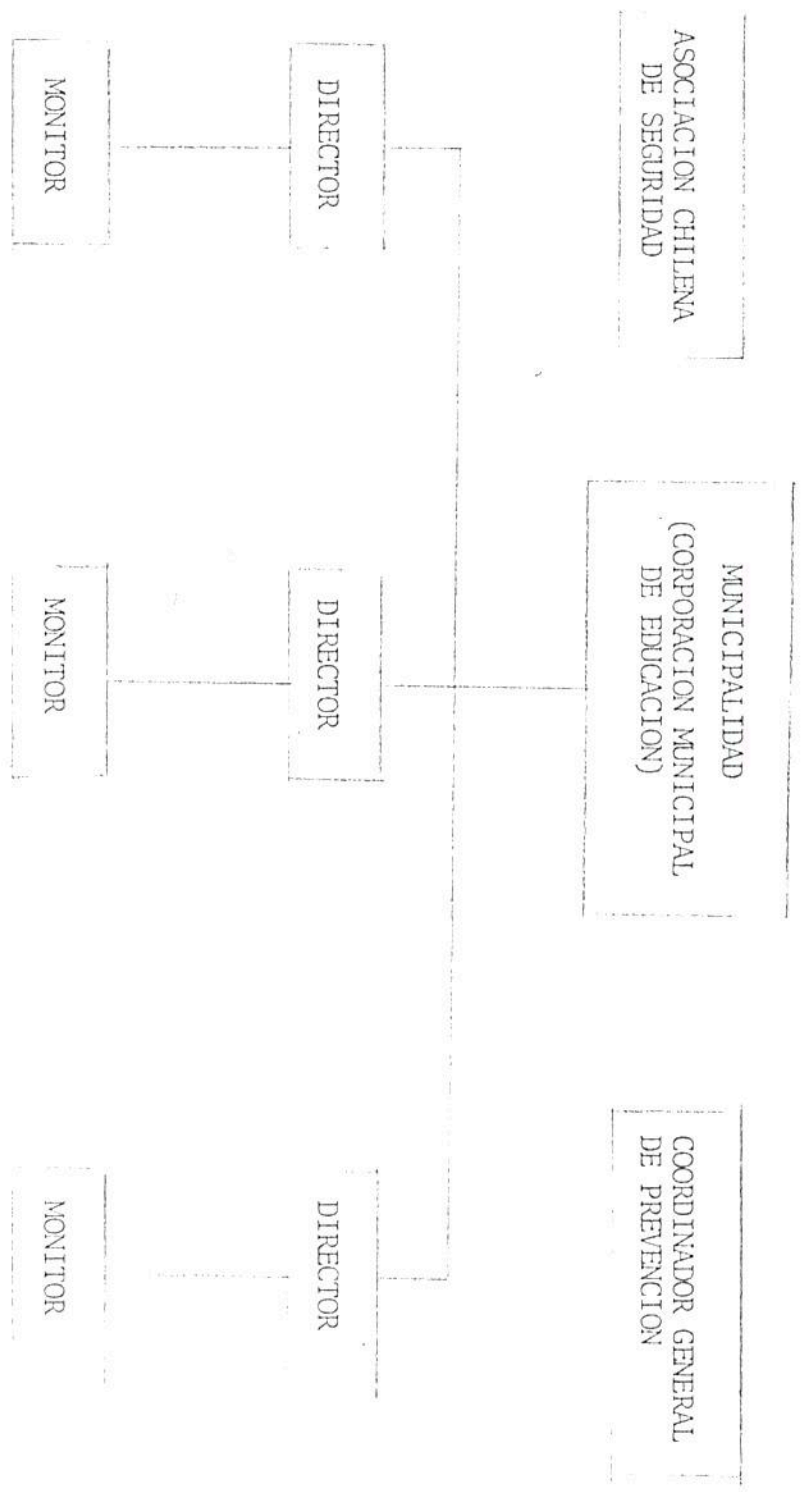 ASOCIACION CHILENA
DE SEGURIDAD
MUNICIPALIDAD
(CORPORACION MUNICIPAL
DE EDUCACION)
COORDINADOR GENERAL
DE PREVENCION
DIRECTOR
DIRECTOR
DIRECTOR
MONITOR
MONITOR
MONITOR